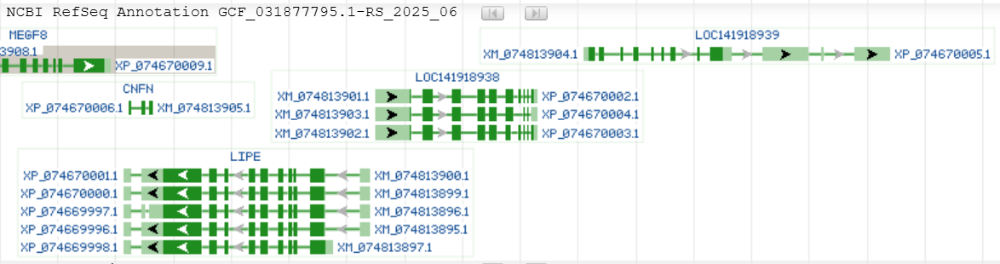 NCBI RefSeq Annotation GCF_031877795.1-RS_2025_06
MEGF8
3908.1
XP_074670009.1
LOC141918939
XM_074813904.1 XP_074670005.1
CNFN
XP_074670006.1 XM_074813905.1
LOC141918938
XM_074813901.1 XP_074670002.1
XM_074813903.1 XP_074670004.1
XM_074813902.1 XP_074670003.1
LIPE
XP_074670001.1 XM_074813900.1
XP_074670000.1 XM_074813899.1
XP_074669997.1 XM_074813896.1
XP_074669996.1 XM_074813895.1
XP_074669998.1 XM_074813897.1